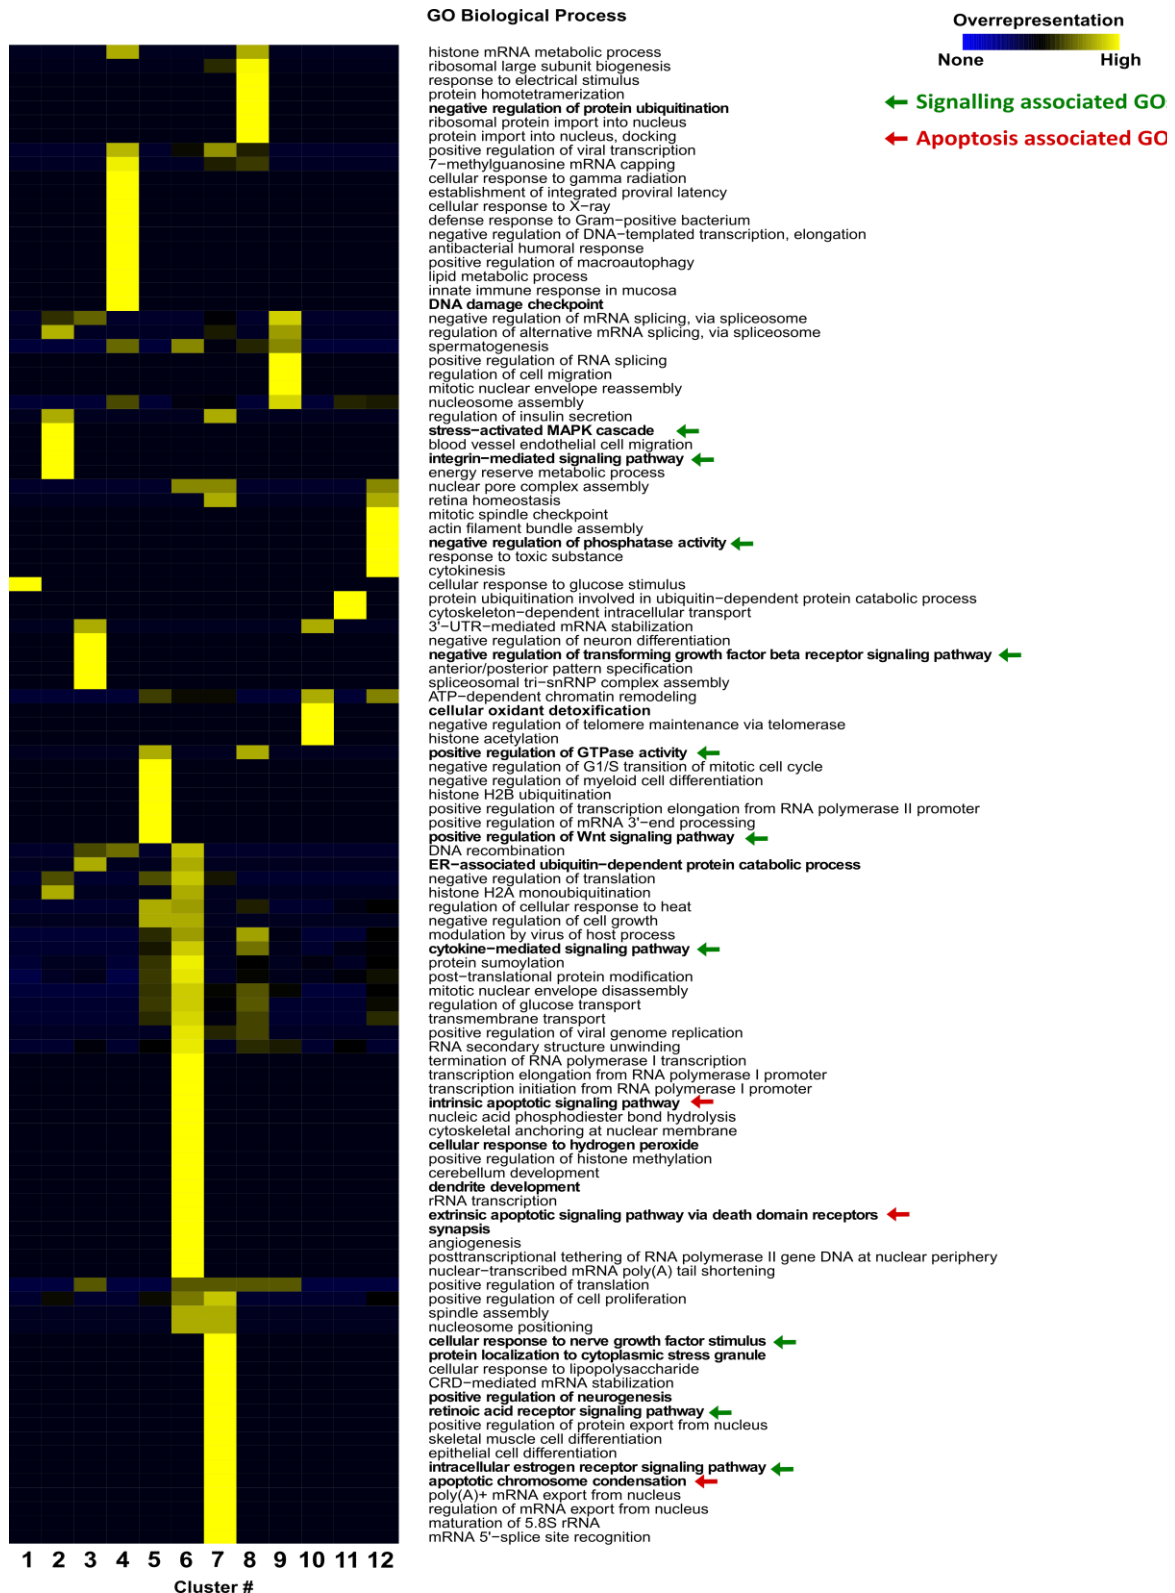 GO Biological Process
Overrepresentation
None High
← Signalling associated GO
← Apoptosis associated GO
histone mRNA metabolic process
ribosomal large subunit biogenesis
response to electrical stimulus
protein homotetramerization
negative regulation of protein ubiquitination
ribosomal protein import into nucleus
protein import into nucleus, docking
positive regulation of viral transcription
7−methylguanosine mRNA capping
cellular response to gamma radiation
establishment of integrated proviral latency
cellular response to X−ray
defense response to Gram−positive bacterium
negative regulation of DNA−templated transcription, elongation
antibacterial humoral response
positive regulation of macroautophagy
lipid metabolic process
innate immune response in mucosa
DNA damage checkpoint
negative regulation of mRNA splicing, via spliceosome
regulation of alternative mRNA splicing, via spliceosome
spermatogenesis
positive regulation of RNA splicing
regulation of cell migration
mitotic nuclear envelope reassembly
nucleosome assembly
regulation of insulin secretion
stress−activated MAPK cascade
blood vessel endothelial cell migration
integrin−mediated signaling pathway
energy reserve metabolic process
nuclear pore complex assembly
retina homeostasis
mitotic spindle checkpoint
actin filament bundle assembly
negative regulation of phosphatase activity
response to toxic substance
cytokinesis
cellular response to glucose stimulus
protein ubiquitination involved in ubiquitin−dependent protein catabolic process
cytoskeleton−dependent intracellular transport
3'−UTR−mediated mRNA stabilization
negative regulation of neuron differentiation
negative regulation of transforming growth factor beta receptor signaling pathway
anterior/posterior pattern specification
spliceosomal tri−snRNP complex assembly
ATP−dependent chromatin remodeling
cellular oxidant detoxification
negative regulation of telomere maintenance via telomerase
histone acetylation
positive regulation of GTPase activity
negative regulation of G1/S transition of mitotic cell cycle
negative regulation of myeloid cell differentiation
histone H2B ubiquitination
positive regulation of transcription elongation from RNA polymerase II promoter
positive regulation of mRNA 3'−end processing
positive regulation of Wnt signaling pathway
DNA recombination
ER−associated ubiquitin−dependent protein catabolic process
negative regulation of translation
histone H2A monoubiquitination
regulation of cellular response to heat
negative regulation of cell growth
modulation by virus of host process
cytokine−mediated signaling pathway
protein sumoylation
post−translational protein modification
mitotic nuclear envelope disassembly
regulation of glucose transport
transmembrane transport
positive regulation of viral genome replication
RNA secondary structure unwinding
termination of RNA polymerase I transcription
transcription elongation from RNA polymerase I promoter
transcription initiation from RNA polymerase I promoter
intrinsic apoptotic signaling pathway
nucleic acid phosphodiester bond hydrolysis
cytoskeletal anchoring at nuclear membrane
cellular response to hydrogen peroxide
positive regulation of histone methylation
cerebellum development
dendrite development
rRNA transcription
extrinsic apoptotic signaling pathway via death domain receptors
synapsis
angiogenesis
posttranscriptional tethering of RNA polymerase II gene DNA at nuclear periphery
nuclear−transcribed mRNA poly(A) tail shortening
positive regulation of translation
positive regulation of cell proliferation
spindle assembly
nucleosome positioning
cellular response to nerve growth factor stimulus
protein localization to cytoplasmic stress granule
cellular response to lipopolysaccharide
CRD−mediated mRNA stabilization
positive regulation of neurogenesis
retinoic acid receptor signaling pathway
positive regulation of protein export from nucleus
skeletal muscle cell differentiation
epithelial cell differentiation
intracellular estrogen receptor signaling pathway
apoptotic chromosome condensation
poly(A)+ mRNA export from nucleus
regulation of mRNA export from nucleus
maturation of 5.8S rRNA
mRNA 5'−splice site recognition
1 2 3 4 5 6 7 8 9 10 11 12
Cluster #